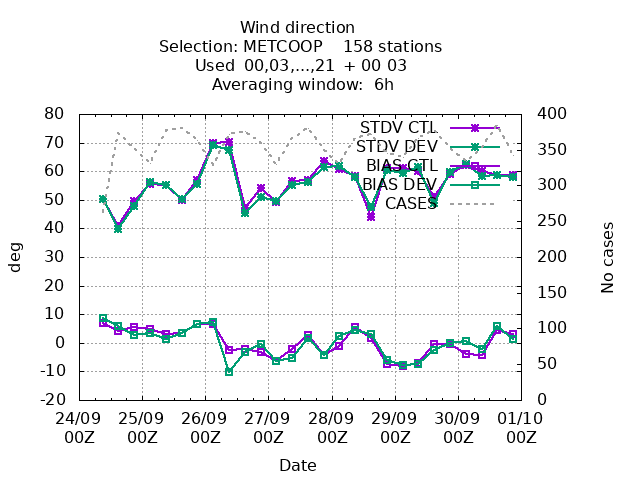 Wind direction
Selection: METCOOP 158 stations
Used 00,03,...,21 + 00 03
Averaging window: 6h
80 400
70 350
60 300
50 250
40 200
30 150
20 100
10 50
0 0
-10
-20
STDV CTL
STDV DEV
BIAS CTL
BIAS DEV
CASES
deg
No cases
24/09 25/09 26/09 27/09 28/09 29/09 30/09 01/10
00Z 00Z 00Z 00Z 00Z 00Z 00Z 00Z
Date